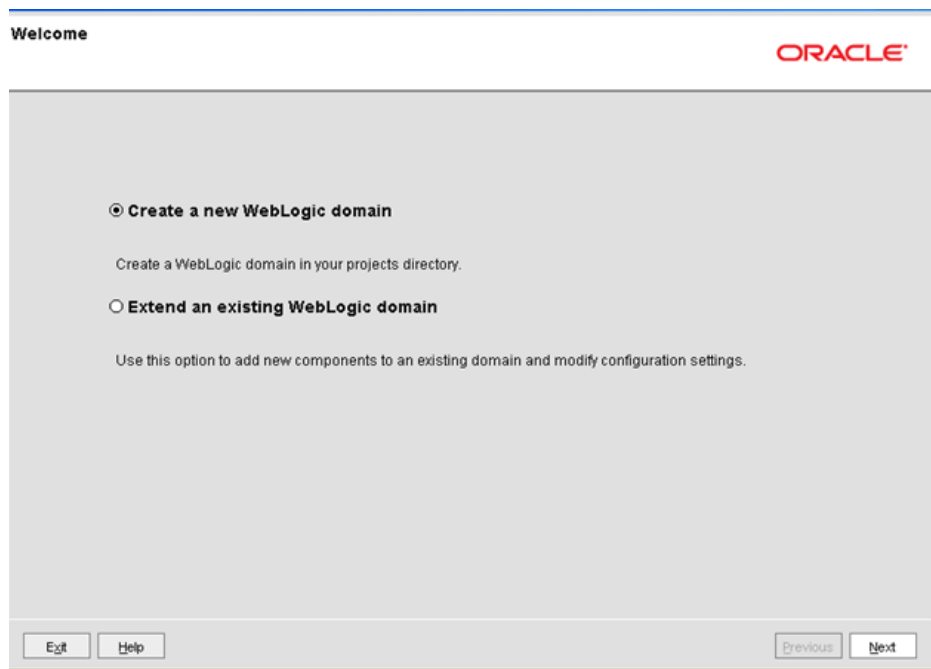 Welcome
ORACLE
Create a new WebLogic domain
Create a WebLogic domain in your projects directory.
Extend an existing WebLogic domain
Use this option to add new components to an existing domain and modify configuration settings.
Exit Help Previous Next